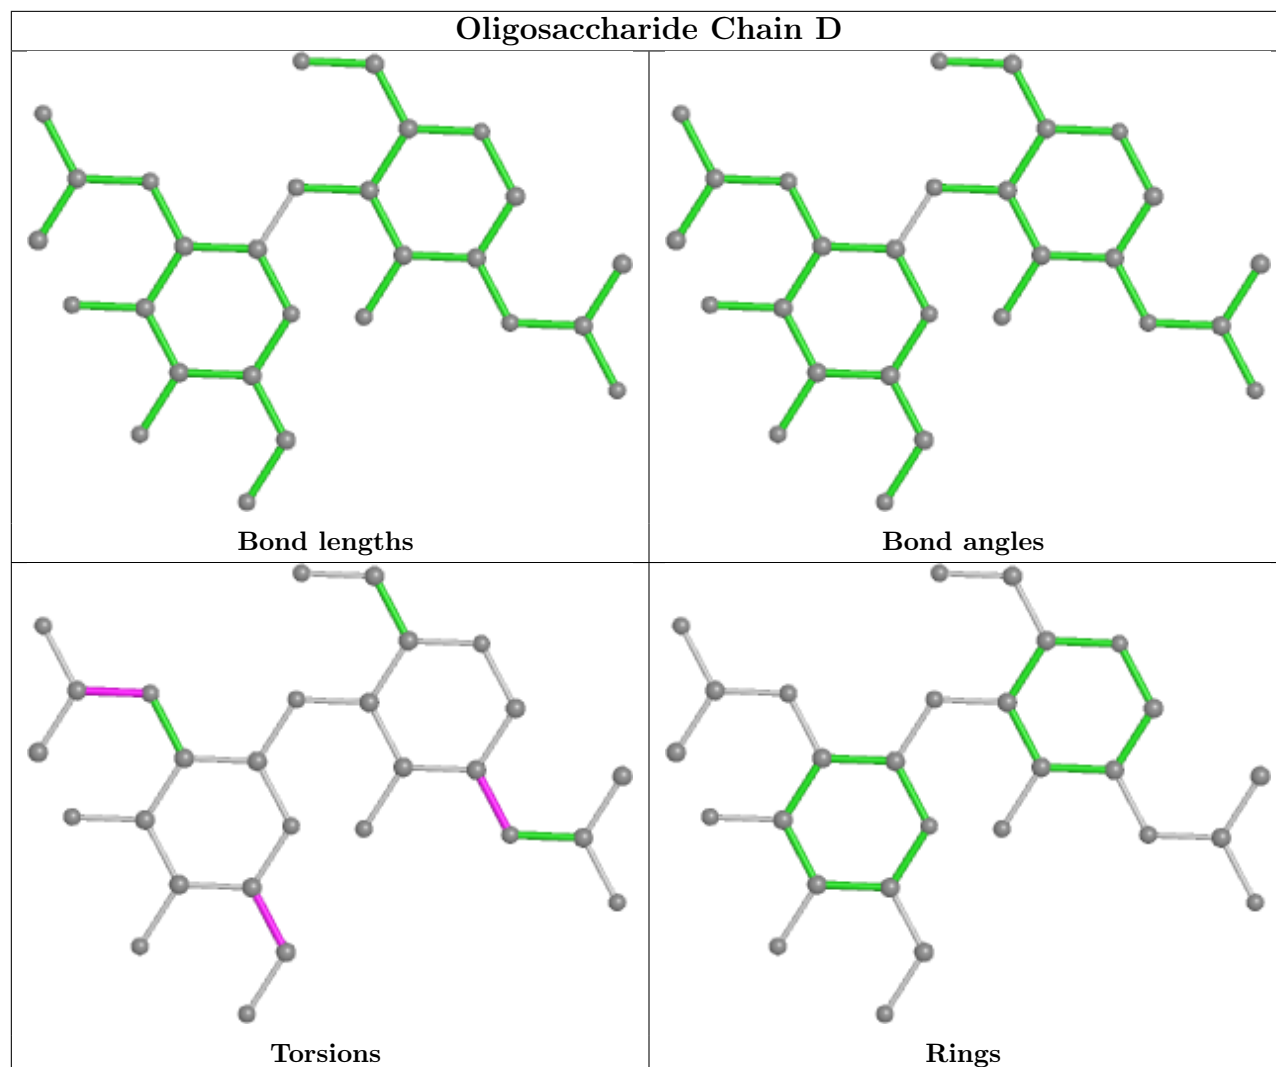 Oligosaccharide Chain D
Bond lengths
Bond angles
Torsions
Rings